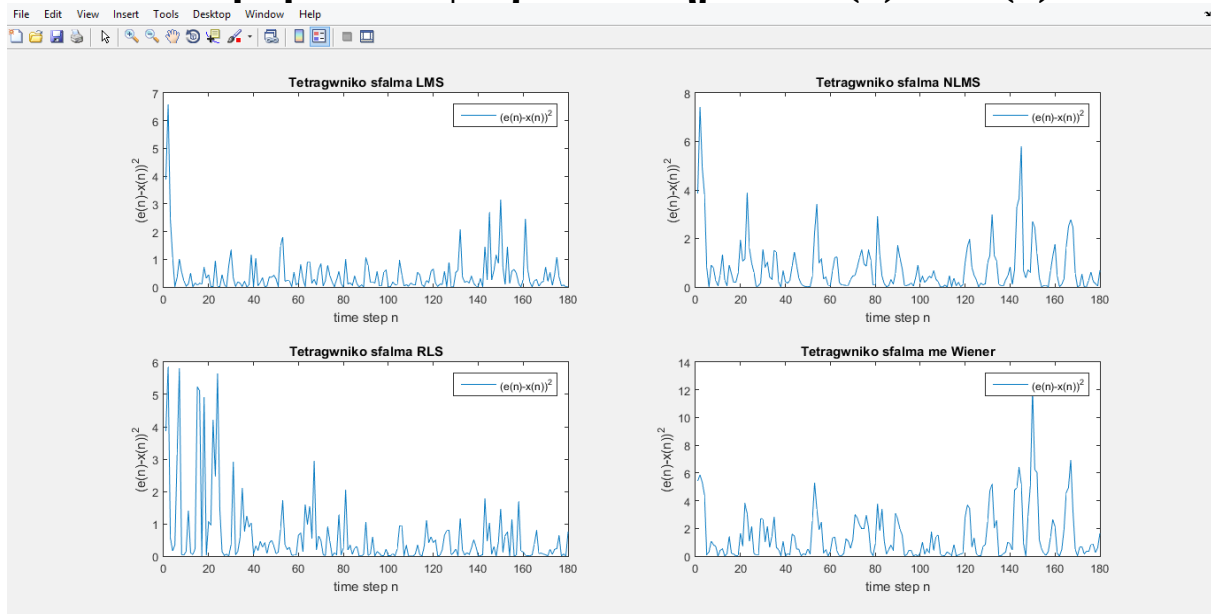 File Edit View Insert Tools Desktop Window Help
Tetragwniko sfalma LMS
(e(n)-x(n))²
7
6
5
4
3
2
1
0
(e(n)-x(n))²
0 20 40 60 80 100 120 140 160 180
time step n
Tetragwniko sfalma NLMS
(e(n)-x(n))²
8
6
4
2
0
(e(n)-x(n))²
0 20 40 60 80 100 120 140 160 180
time step n
Tetragwniko sfalma RLS
(e(n)-x(n))²
6
5
4
3
2
1
0
(e(n)-x(n))²
0 20 40 60 80 100 120 140 160 180
time step n
Tetragwniko sfalma me Wiener
(e(n)-x(n))²
14
12
10
8
6
4
2
0
(e(n)-x(n))²
0 20 40 60 80 100 120 140 160 180
time step n